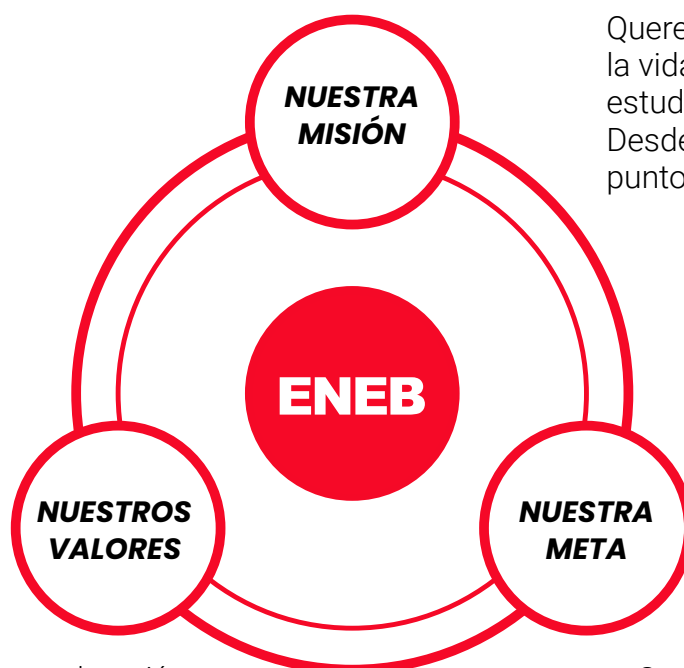 Quere
la vida
estud
Desde
punto
NUESTRA
MISIÓN
ENEB
NUESTROS
VALORES
NUESTRA
META